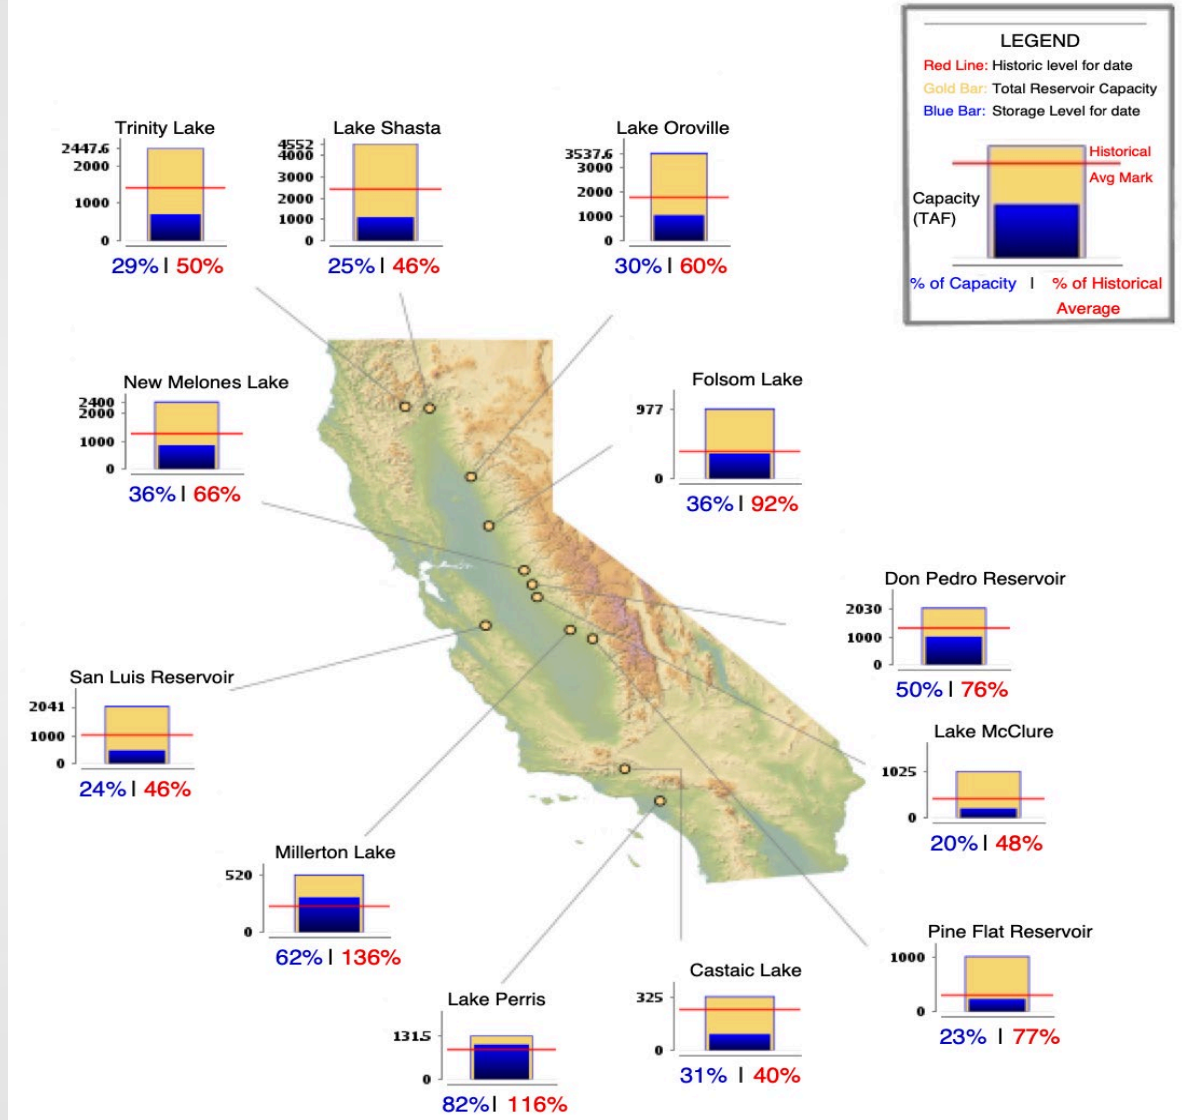 LEGEND
Red Line: Historic level for date
Gold Bar: Total Reservoir Capacity
Blue Bar: Storage Level for date
Historical
Avg Mark
Capacity
(TAF)
% of Capacity | % of Historical
Average
Trinity Lake
2447.6
2000
1000
0
29% | 50%
Lake Shasta
4552
4000
3000
2000
1000
0
25% | 46%
Lake Oroville
3537.6
3000
2000
1000
0
30% | 60%
New Melones Lake
2400
2000
1000
0
36% | 66%
Folsom Lake
977
0
36% | 92%
Don Pedro Reservoir
2030
1000
0
50% | 76%
San Luis Reservoir
2041
1000
0
24% | 46%
Lake McClure
1025
0
20% | 48%
Millerton Lake
520
0
62% | 136%
Pine Flat Reservoir
1000
0
23% | 77%
Castaic Lake
325
0
31% | 40%
Lake Perris
131.5
0
82% | 116%